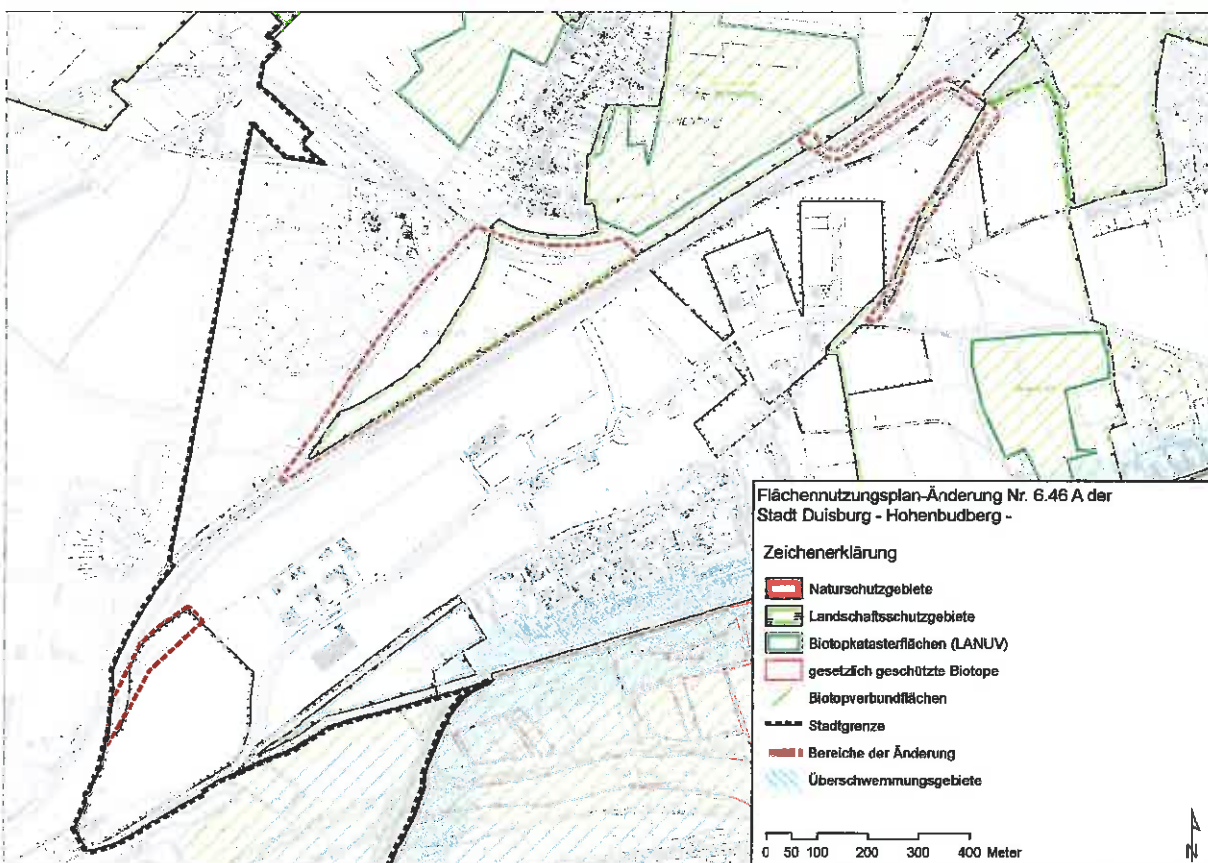 Flächennutzungsplan-Änderung Nr. 6.46 A der
Stadt Duisburg - Hohenbudberg -
Zeichenerklärung
Naturschutzgebiete
Landschaftsschutzgebiete
Biotopkatasterflächen (LANUV)
gesetzlich geschützte Biotope
Biotopverbundflächen
Stadtgrenze
Bereiche der Änderung
Überschwemmungsgebiete
0 50 100 200 300 400 Meter
N